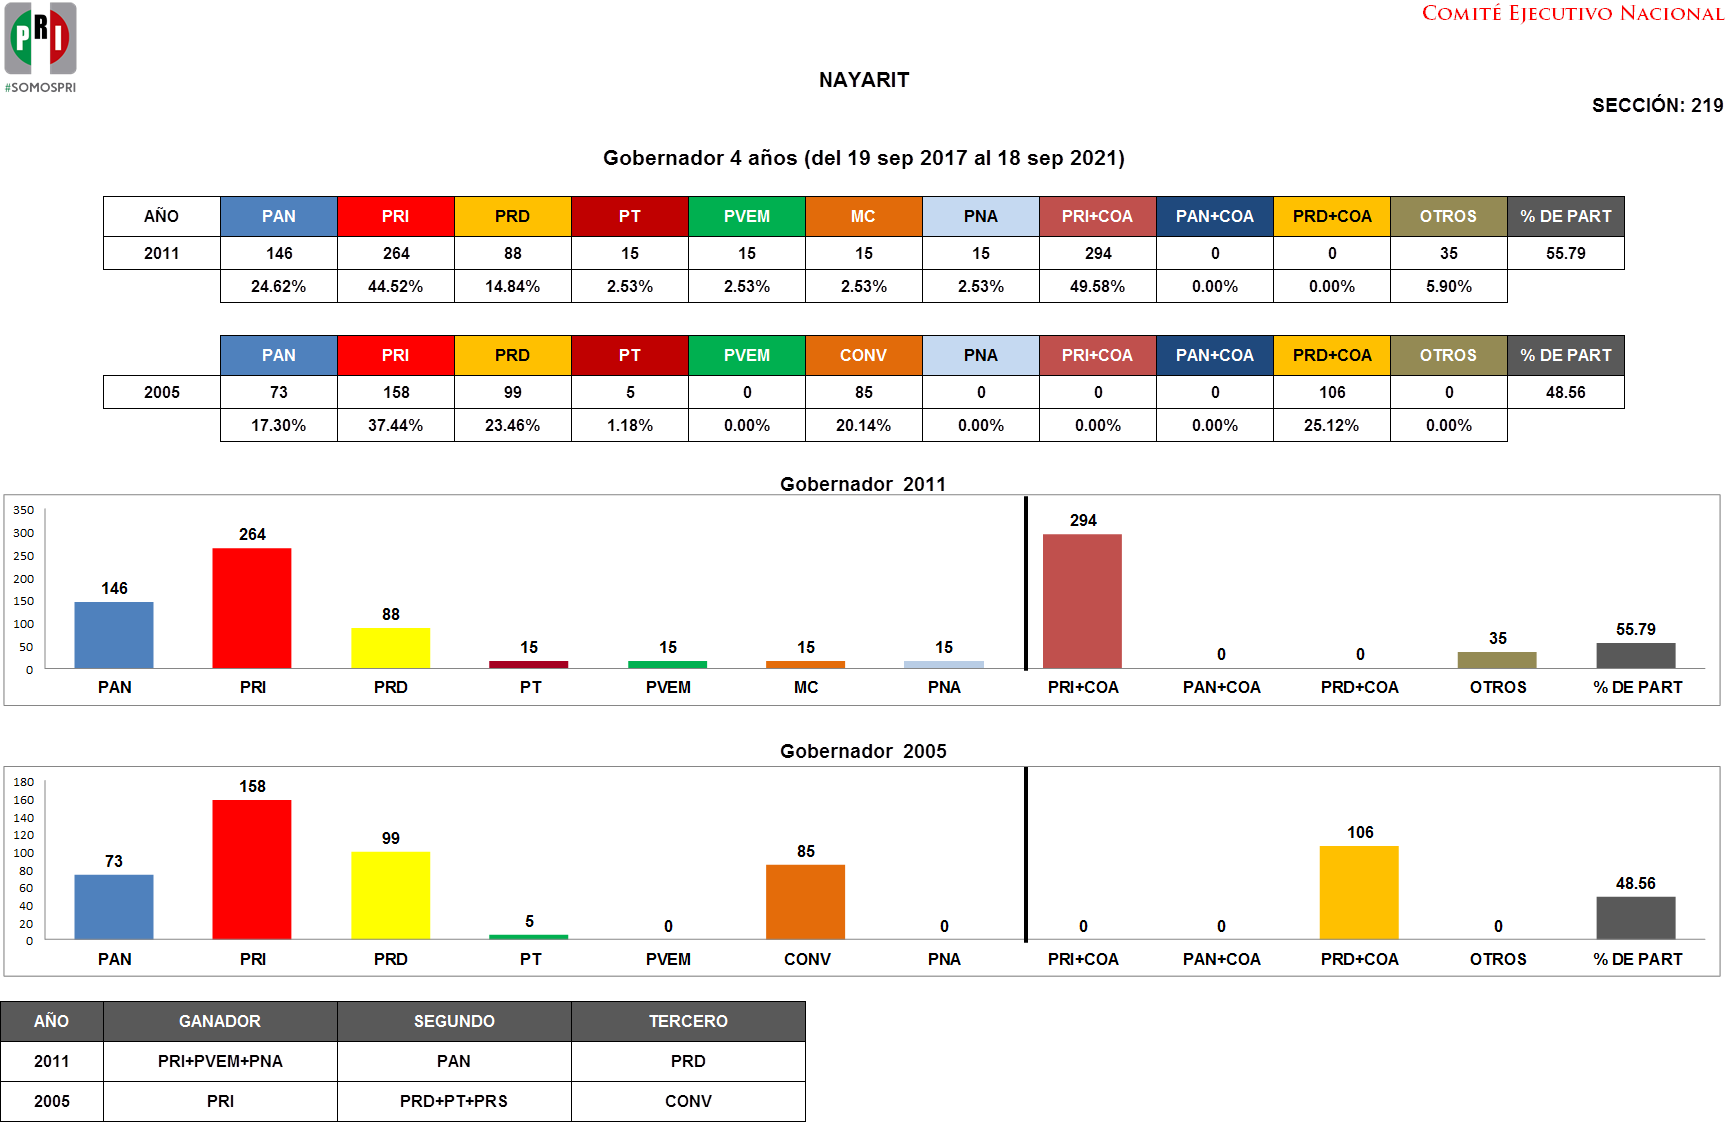 PRI
#SOMOSPRI
COMITÉ EJECUTIVO NACIONAL
NAYARIT
SECCIÓN: 219
Gobernador 4 años (del 19 sep 2017 al 18 sep 2021)
AÑO PAN PRI PRD PT PVEM MC PNA PRI+COA PAN+COA PRD+COA OTROS % DE PART
2011 146 264 88 15 15 15 15 294 0 0 35 55.79
24.62% 44.52% 14.84% 2.53% 2.53% 2.53% 2.53% 49.58% 0.00% 0.00% 5.90%
PAN PRI PRD PT PVEM CONV PNA PRI+COA PAN+COA PRD+COA OTROS % DE PART
2005 73 158 99 5 0 85 0 0 0 106 0 48.56
17.30% 37.44% 23.46% 1.18% 0.00% 20.14% 0.00% 0.00% 0.00% 25.12% 0.00%
Gobernador 2011
350
300
250
200
150
100
50
0
146 264 88 15 15 15 15 294 0 0 35 55.79
PAN PRI PRD PT PVEM MC PNA PRI+COA PAN+COA PRD+COA OTROS % DE PART
Gobernador 2005
180
160
140
120
100
80
60
40
20
0
73 158 99 5 0 85 0 0 0 106 0 48.56
PAN PRI PRD PT PVEM CONV PNA PRI+COA PAN+COA PRD+COA OTROS % DE PART
AÑO GANADOR SEGUNDO TERCERO
2011 PRI+PVEM+PNA PAN PRD
2005 PRI PRD+PT+PRS CONV